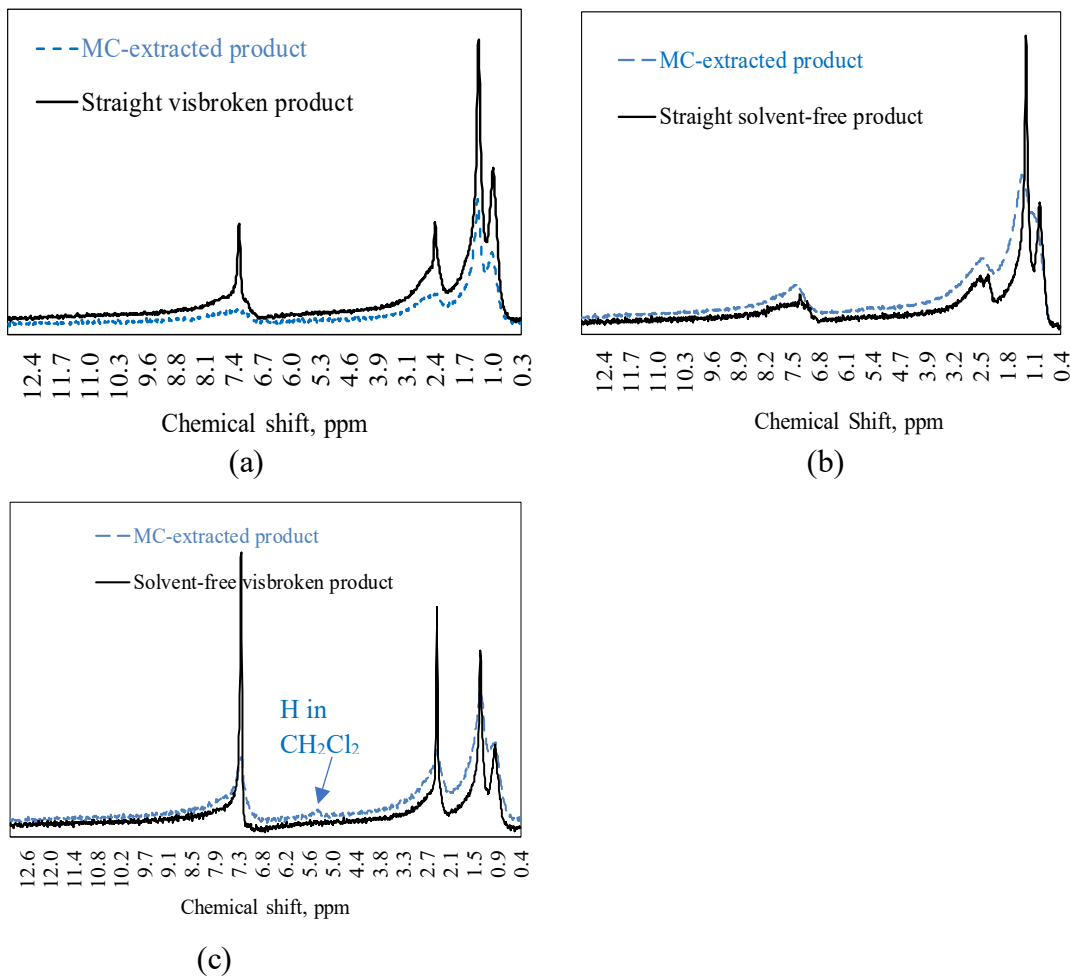 MC-extracted product
Straight visbroken product
12.4 11.7 11.0 10.3 9.6 8.8 8.1 7.4 6.7 6.0 5.3 4.6 3.9 3.1 2.4 1.7 1.0 0.3
Chemical shift, ppm
(a)
MC-extracted product
Straight solvent-free product
12.4 11.7 11.0 10.3 9.6 8.9 8.2 7.5 6.8 6.1 5.4 4.7 3.9 3.2 2.5 1.8 1.1 0.4
Chemical Shift, ppm
(b)
MC-extracted product
Solvent-free visbroken product
H in
CH₂Cl₂
12.6 12.0 11.4 10.8 10.2 9.7 9.1 8.5 7.9 7.3 6.8 6.2 5.6 5.0 4.4 3.8 3.3 2.7 2.1 1.5 0.9 0.4
Chemical shift, ppm
(c)